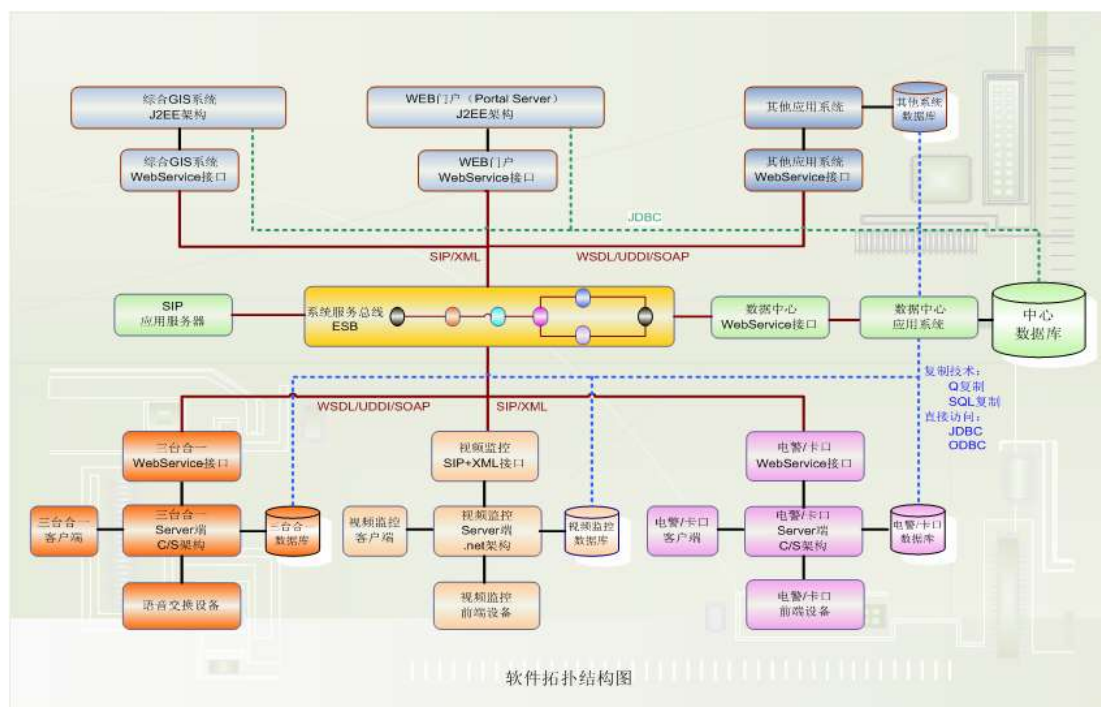 综合GIS系统
J2EE架构
WEB门户（Portal Server）
J2EE架构
其他应用系统
其他系统
数据库
综合GIS系统
WebService接口
WEB门户
WebService接口
其他应用系统
WebService接口
JDBC
SIP/XML
WSDL/UDDI/SOAP
SIP
应用服务器
系统服务总线
ESB
数据中心
WebService接口
数据中心
应用系统
中心
数据库
复制技术：
Q复制
SQL复制
直接访问：
JDBC
ODBC
WSDL/UDDI/SOAP
SIP/XML
三台合一
WebService接口
视频监控
SIP+XML接口
电警/卡口
WebService接口
三台合一
客户端
三台合一
Server端
C/S架构
三台合一
数据库
视频监控
客户端
视频监控
Server端
.net架构
视频监控
数据库
电警/卡口
客户端
电警/卡口
Server端
C/S架构
电警/卡口
数据库
语音交换设备
视频监控
前端设备
电警/卡口
前端设备
软件拓扑结构图